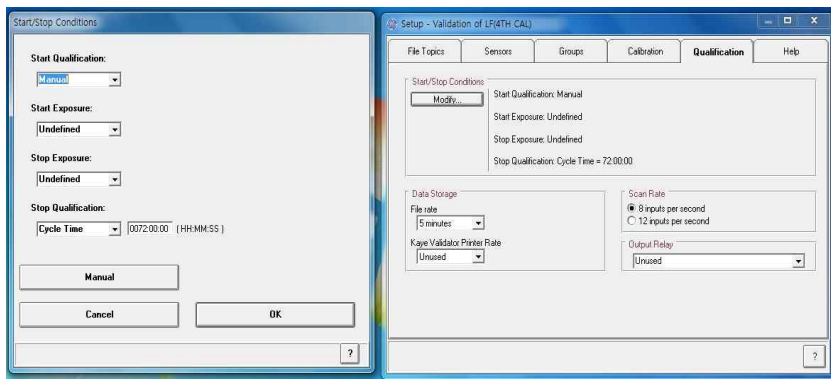 Start/Stop Conditions
Start Qualification:
Manual
Start Exposure:
Undefined
Stop Exposure:
Undefined
Stop Qualification:
Cycle Time 0072:00:00 ( HH:MM:SS )
Manual
Cancel OK
?
Setup - Validation of LF(4TH CAL)
File Topics Sensors Groups Calibration Qualification Help
Start/Stop Conditions
Modify... Start Qualification: Manual
Start Exposure: Undefined
Stop Exposure: Undefined
Stop Qualification: Cycle Time = 72:00:00
Data Storage
File rate
5 minutes
Kaye Validator Printer Rate
Unused
Scan Rate
8 inputs per second
12 inputs per second
Output Relay
Unused
?